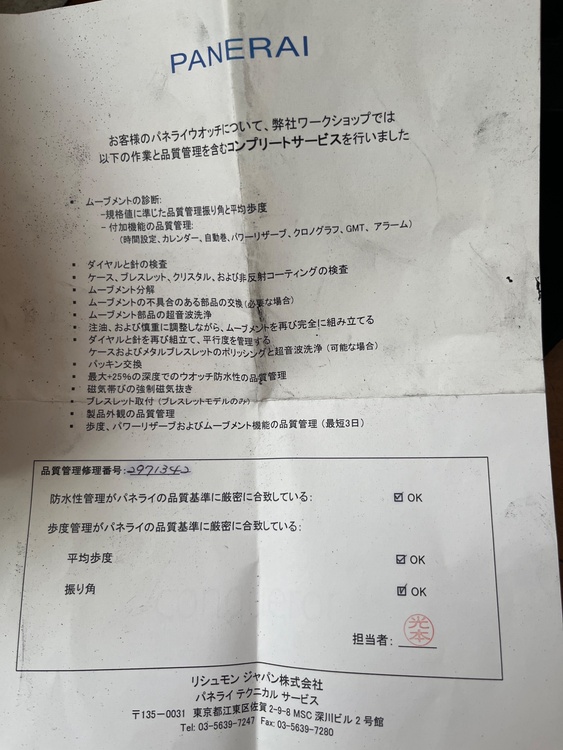 PANERAI
お客様のパネライウオッチについて、弊社ワークショップでは
以下の作業と品質管理を含むコンプリートサービスを行いました
▪ ムーブメントの診断:
-規格値に準じた品質管理振り角と平均歩度
- 付加機能の品質管理:
(時間設定、カレンダー、自動巻、パワーリザーブ、クロノグラフ、GMT、アラーム)
▪ ダイヤルと針の検査
▪ ケース、ブレスレット、クリスタル、および非反射コーティングの検査
▪ ムーブメント分解
▪ ムーブメントの不具合のある部品の交換(必要な場合)
▪ ムーブメント部品の超音波洗浄
▪ 注油、および慎重に調整しながら、ムーブメントを再び完全に組み立てる
▪ ダイヤルと針を再び組立て、平行度を管理する
ケースおよびメタルブレスレットのポリッシングと超音波洗浄（可能な場合）
▪ パッキン交換
▪ 最大+25%の深度でのウオッチ防水性の品質管理
▪ 磁気帯びの強制磁気抜き
▪ ブレスレット取付（ブレスレットモデルのみ）
▪ 製品外観の品質管理
▪ 歩度、パワーリザーブおよびムーブメント機能の品質管理（最短3日）
品質管理修理番号:2971342
防水性管理がパネライの品質基準に厳密に合致している: ☑ OK
歩度管理がパネライの品質基準に厳密に合致している:
平均歩度 ☑ OK
振り角 ☑ OK
担当者: 光本
リシュモン ジャパン株式会社
パネライ テクニカル サービス
〒135－0031 東京都江東区佐賀 2-9-8 MSC 深川ビル 2 号館
Tel: 03-5639-7247 Fax: 03-5639-7280